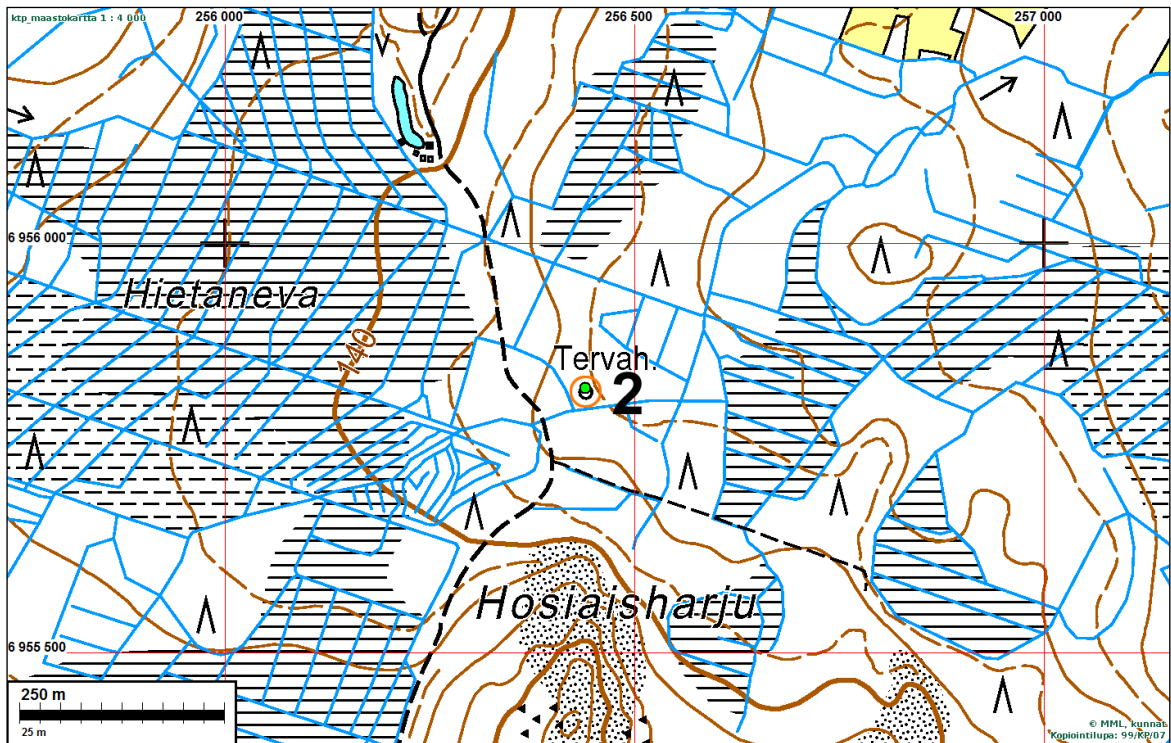 ktp_maastokartta 1 : 4 000
256 000
256 500
257 000
6 956 000
Hietaneva
140
Tervah.
2
Hosiaisharju
6 955 500
250 m
25 m
© MML, kunnat
Kopiointilupa: 99/KP/07